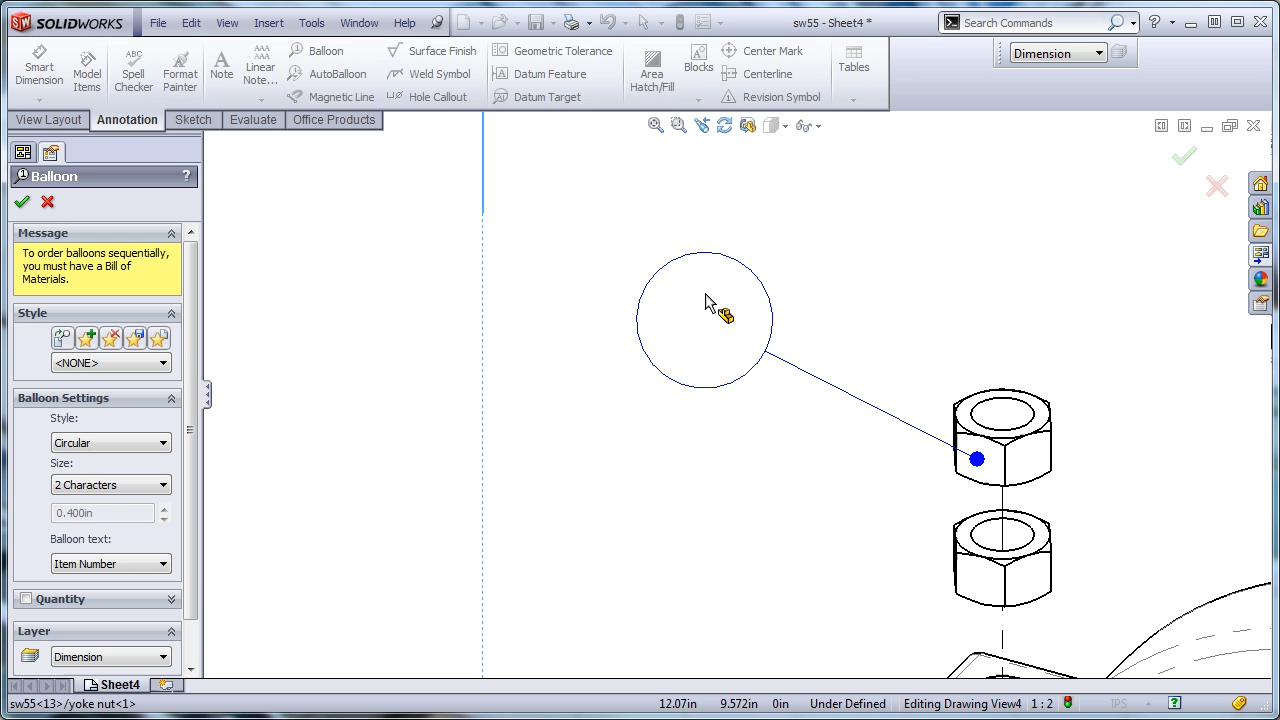 SOLIDWORKS File Edit View Insert Tools Window Help sw55 - Sheet4 * Search Commands ?
Smart Dimension
Model Items
ABC
Spell Checker
Format Painter
A
Note
AAA
AAA
Linear Note...
Balloon
AutoBalloon
Magnetic Line
Surface Finish
Weld Symbol
Hole Callout
Geometric Tolerance
Datum Feature
Datum Target
Area Hatch/Fill
Blocks
Center Mark
Centerline
Revision Symbol
Tables
Dimension
View Layout Annotation Sketch Evaluate Office Products
Balloon ?
Message
To order balloons sequentially,
you must have a Bill of
Materials.
Style
<NONE>
Balloon Settings
Style:
Circular
Size:
2 Characters
0.400in
Balloon text:
Item Number
Quantity
Layer
Dimension
Sheet4
sw55<13>/yoke nut<1> 12.07in 9.572in 0in Under Defined Editing Drawing View4 1 : 2 IPS ?